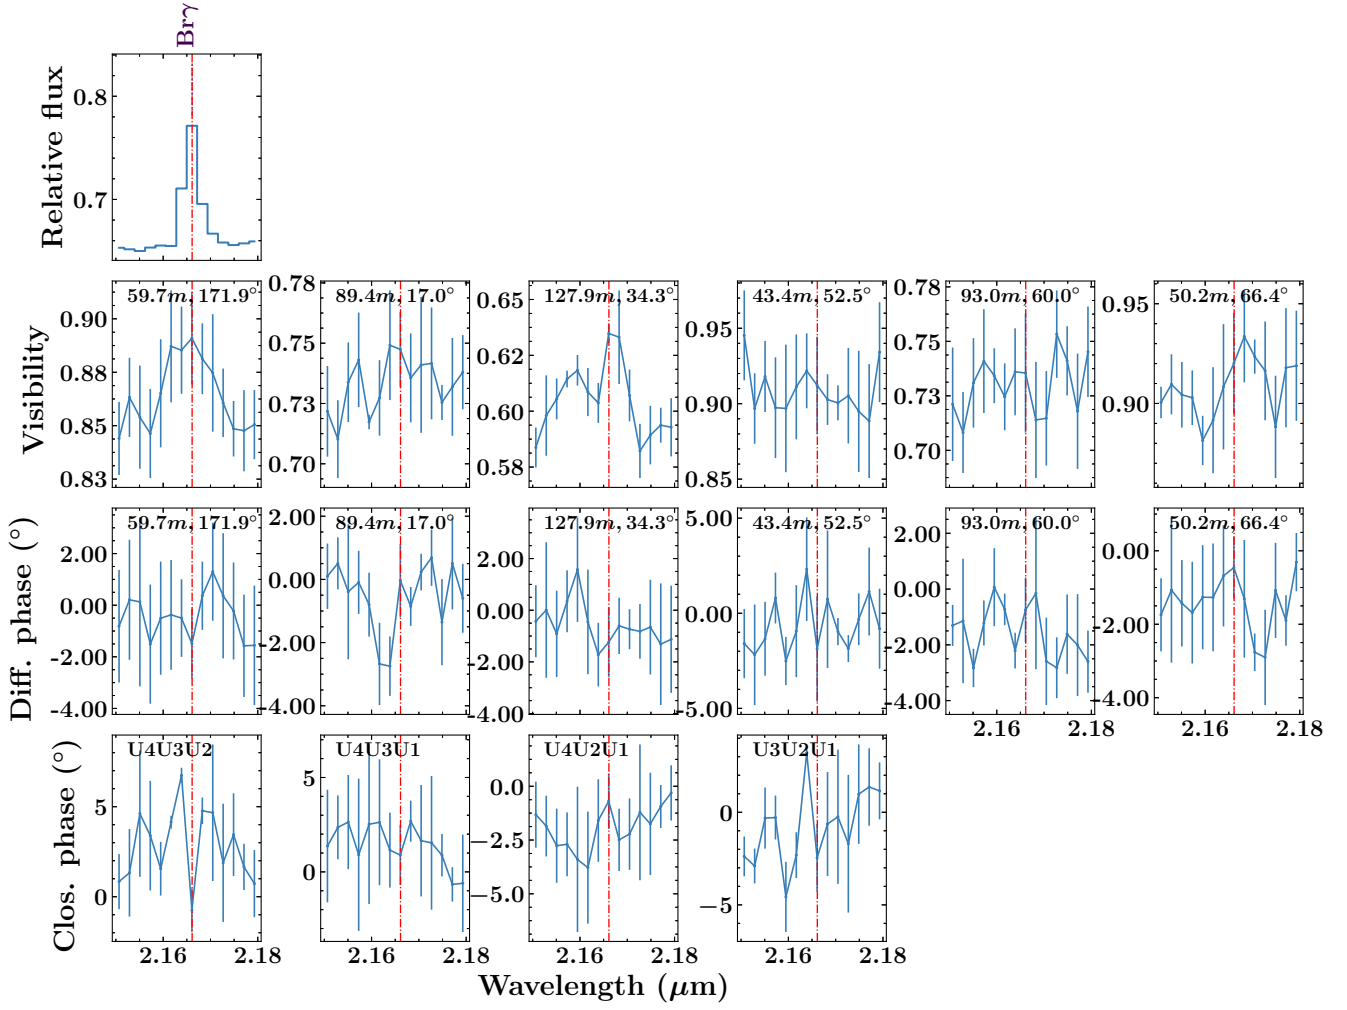 Brγ
Relative flux
0.8
0.7
Visibility
59.7m, 171.9°
0.90
0.88
0.85
0.83
89.4m, 17.0°
0.78
0.75
0.73
0.70
127.9m, 34.3°
0.65
0.62
0.60
0.58
43.4m, 52.5°
0.95
0.90
0.85
93.0m, 60.0°
0.78
0.75
0.73
0.70
50.2m, 66.4°
0.95
0.90
Diff. phase (°)
59.7m, 171.9°
2.00
0.00
-2.00
-4.00
89.4m, 17.0°
2.00
0.00
-2.00
-4.00
127.9m, 34.3°
2.00
0.00
-2.00
-4.00
43.4m, 52.5°
5.00
0.00
-5.00
93.0m, 60.0°
2.00
0.00
-2.00
-4.00
2.16 2.18
50.2m, 66.4°
0.00
-2.00
-4.00
2.16 2.18
Clos. phase (°)
U4U3U2
5
0
2.16 2.18
U4U3U1
5
0
2.16 2.18
U4U2U1
0.0
−2.5
−5.0
2.16 2.18
U3U2U1
0
−5
2.16 2.18
Wavelength (μm)